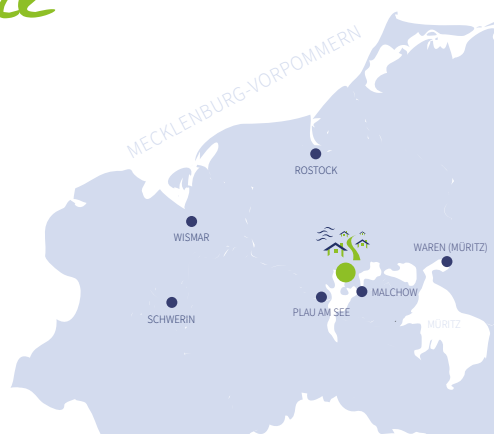 MECKLENBURG-VORPOMMERN
ROSTOCK
WISMAR
WAREN (MÜRITZ)
MALCHOW
PLAU AM SEE
SCHWERIN
MÜRITZ